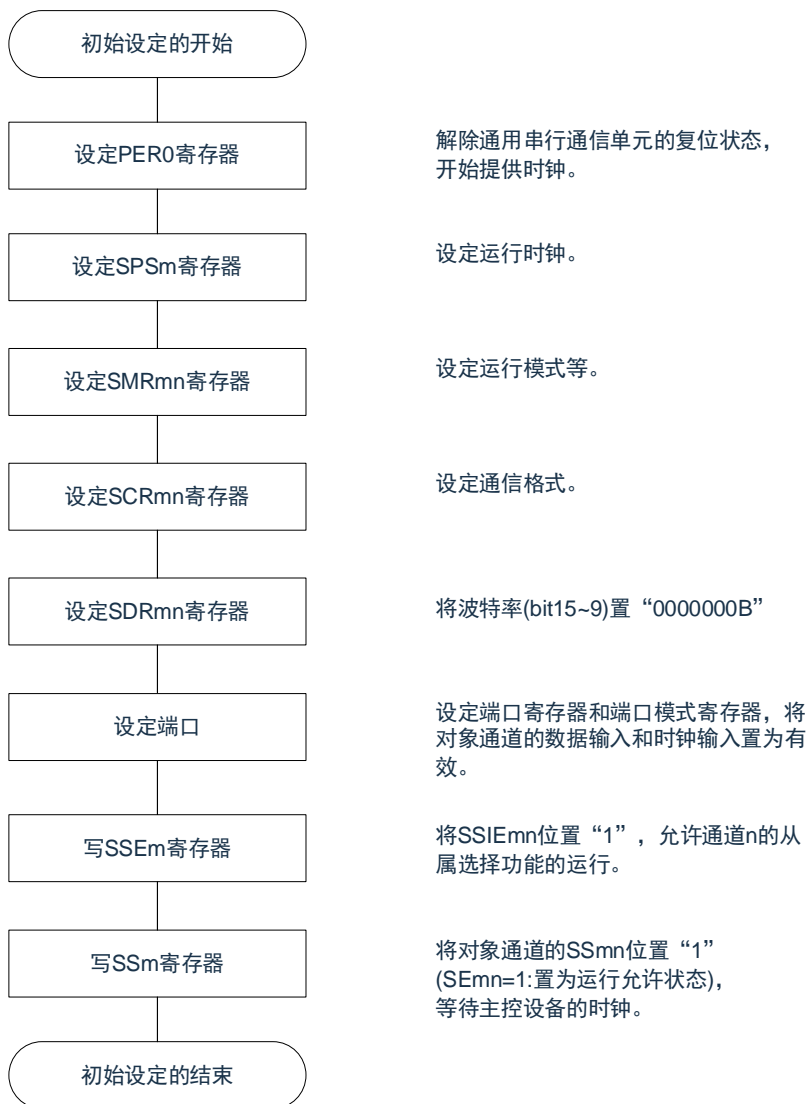 初始设定的开始
设定PER0寄存器
解除通用串行通信单元的复位状态，
开始提供时钟。
设定SPSm寄存器
设定运行时钟。
设定SMRmn寄存器
设定运行模式等。
设定SCRmn寄存器
设定通信格式。
设定SDRmn寄存器
将波特率(bit15~9)置“0000000B”
设定端口
设定端口寄存器和端口模式寄存器，将
对象通道的数据输入和时钟输入置为有
效。
写SSEm寄存器
将SSIEmn位置“1”，允许通道n的从
属选择功能的运行。
写SSm寄存器
将对象通道的SSmn位置“1”
(SEmn=1:置为运行允许状态)，
等待主控设备的时钟。
初始设定的结束